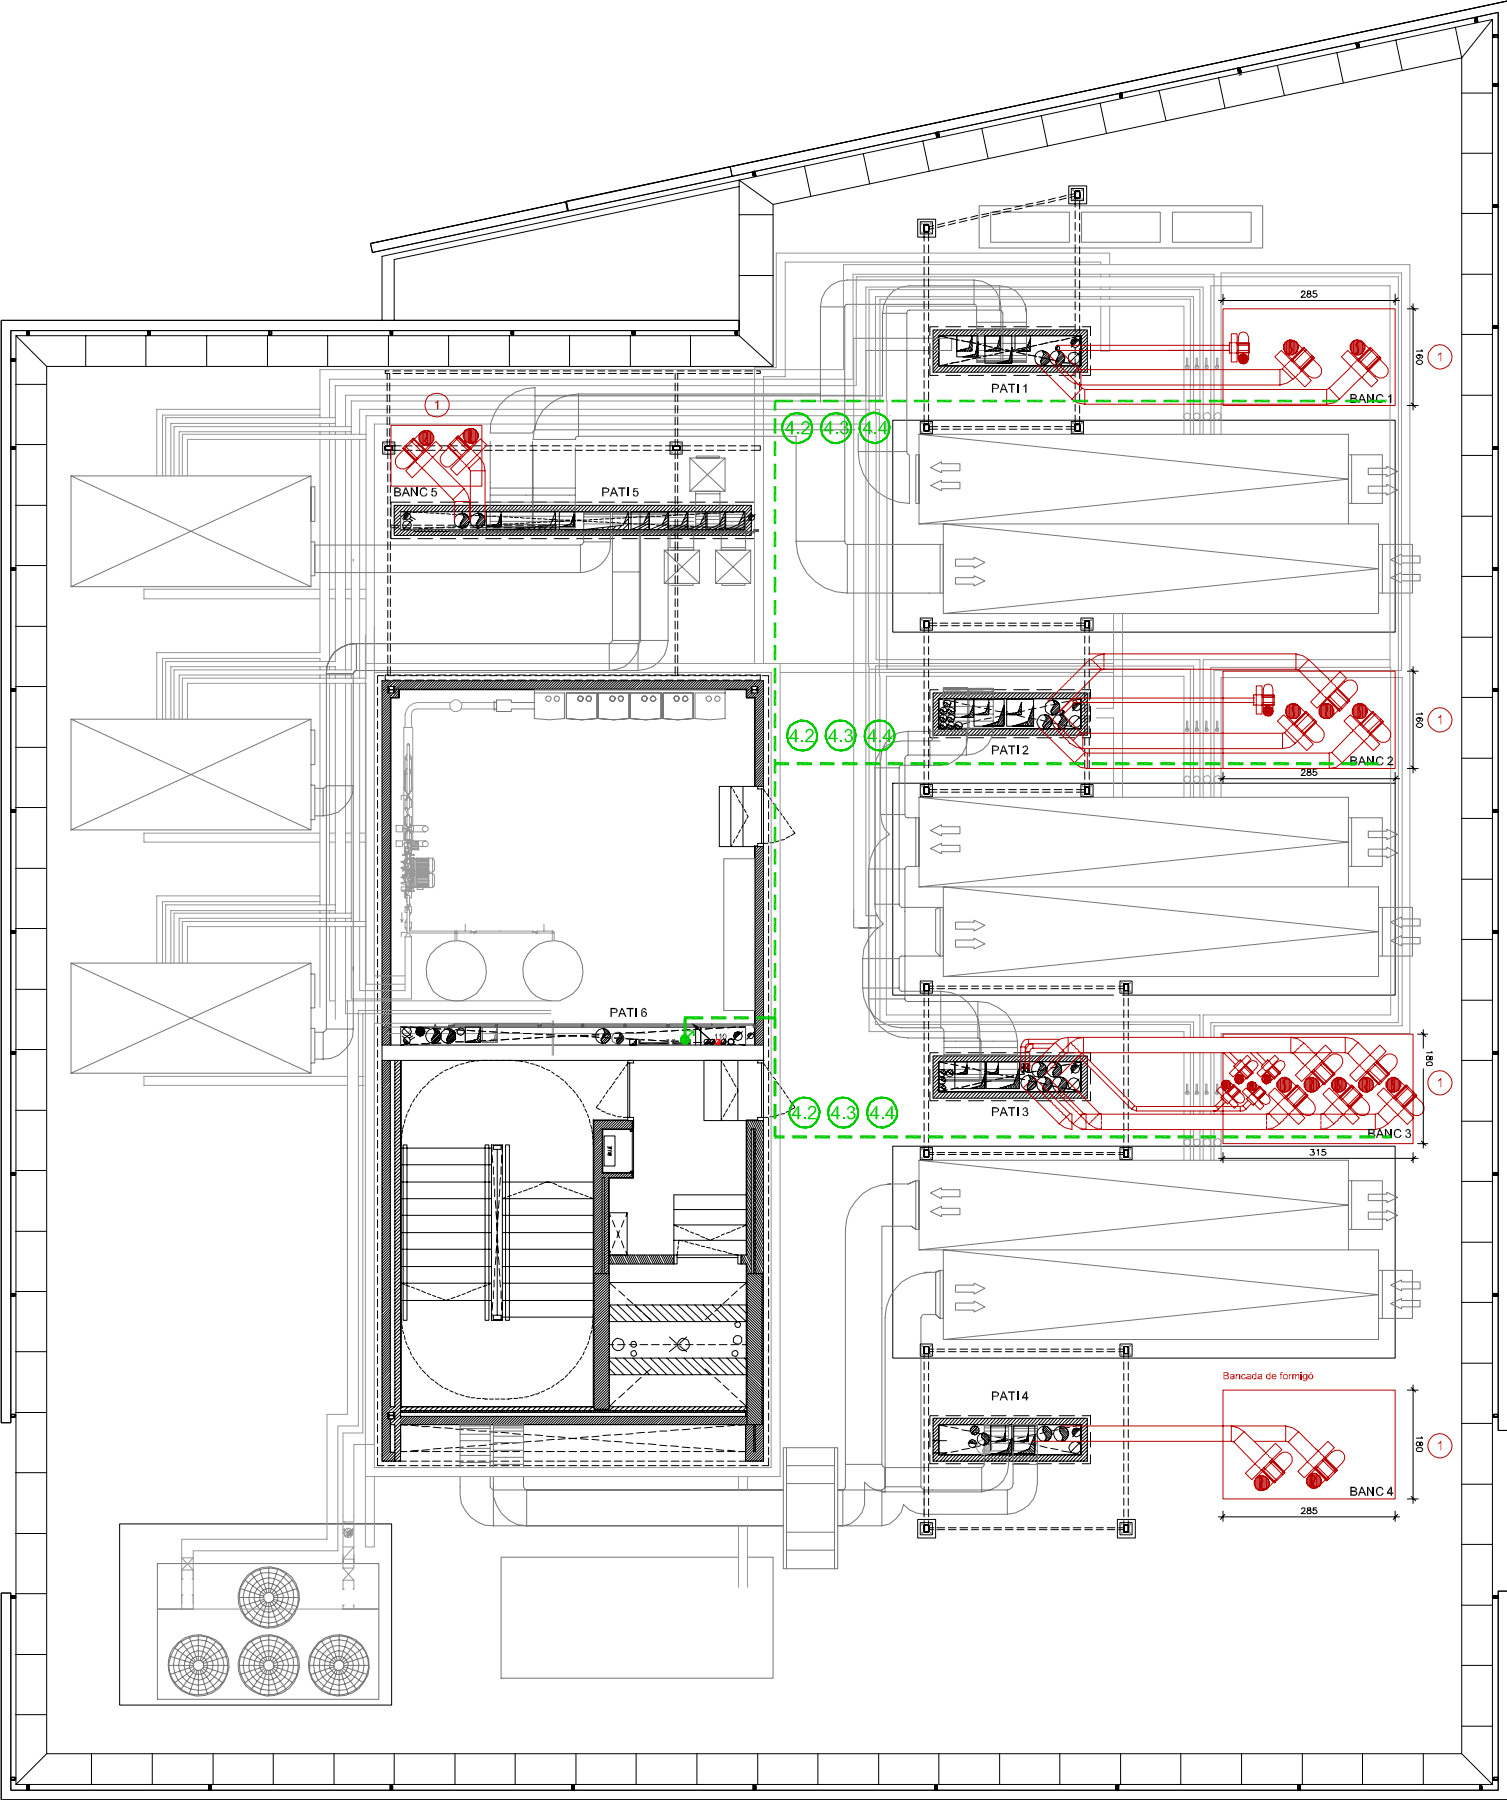 285
160
1
PATI 1
BANC 1
1
4.2 4.3 4.4
BANC 5
PATI 5
160
1
4.2 4.3 4.4
PATI 2
BANC 2
285
PATI 6
110
180
1
4.2 4.3 4.4
PATI 3
BANC 3
315
Bancada de formigó
PATI 4
180
1
BANC 4
285